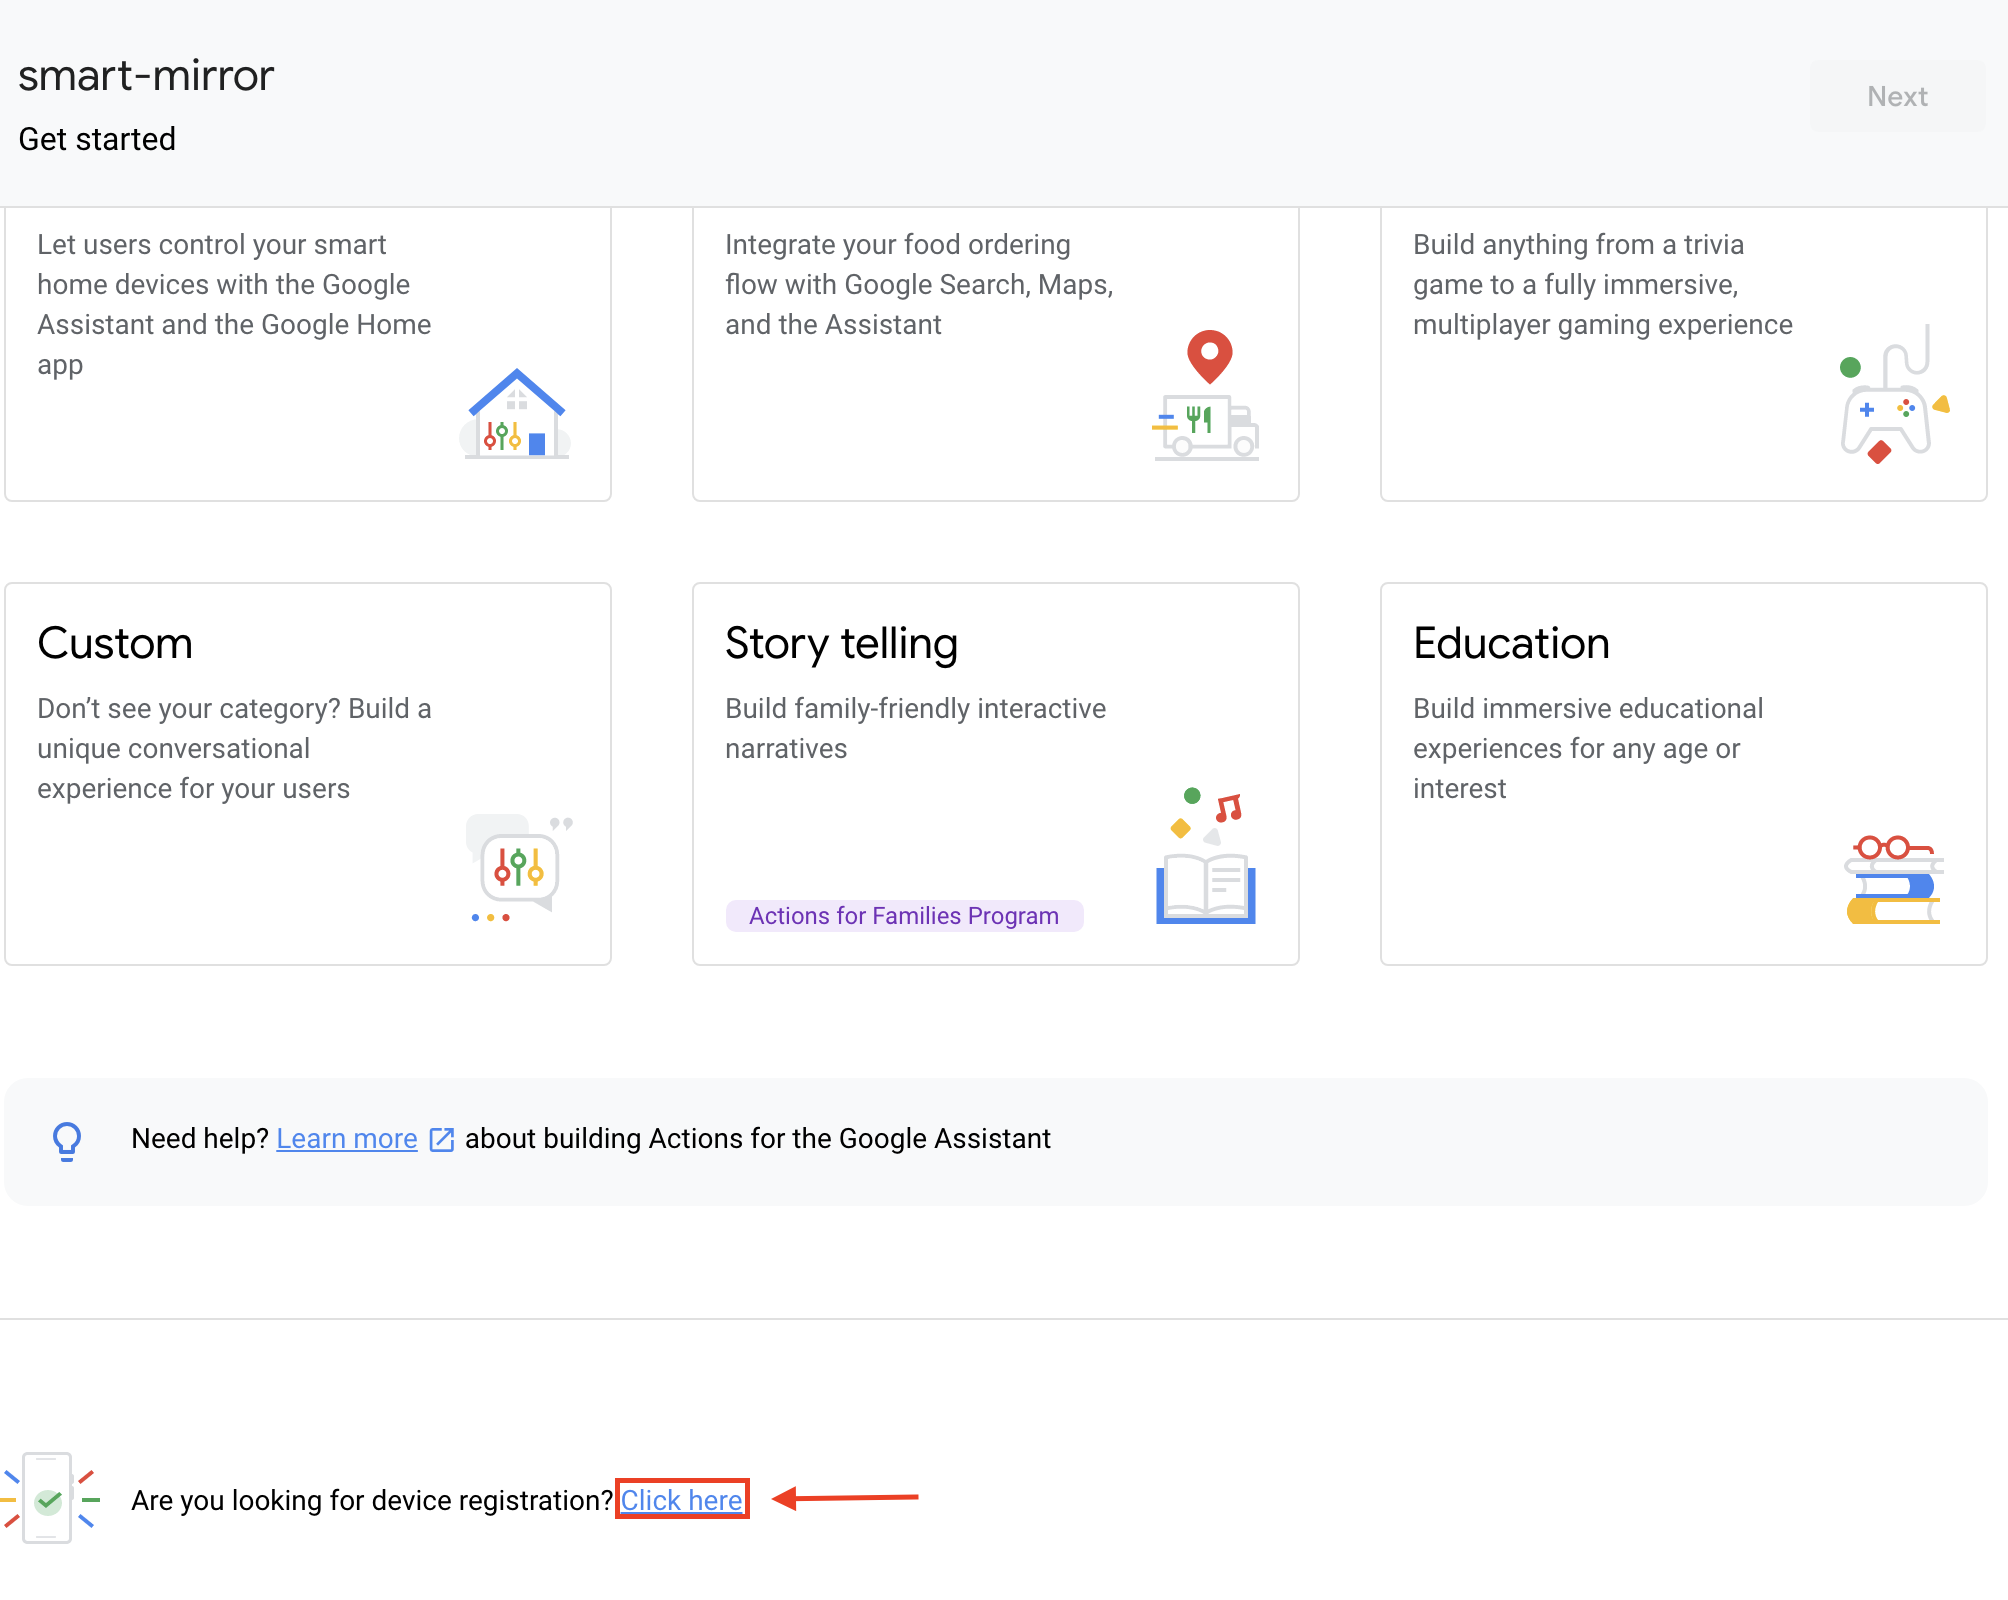 smart-mirror
Next
Get started
Let users control your smart
home devices with the Google
Assistant and the Google Home
app
Integrate your food ordering
flow with Google Search, Maps,
and the Assistant
Build anything from a trivia
game to a fully immersive,
multiplayer gaming experience
Custom
Don’t see your category? Build a
unique conversational
experience for your users
Story telling
Build family-friendly interactive
narratives
Actions for Families Program
Education
Build immersive educational
experiences for any age or
interest
Need help? Learn more about building Actions for the Google Assistant
Are you looking for device registration? Click here